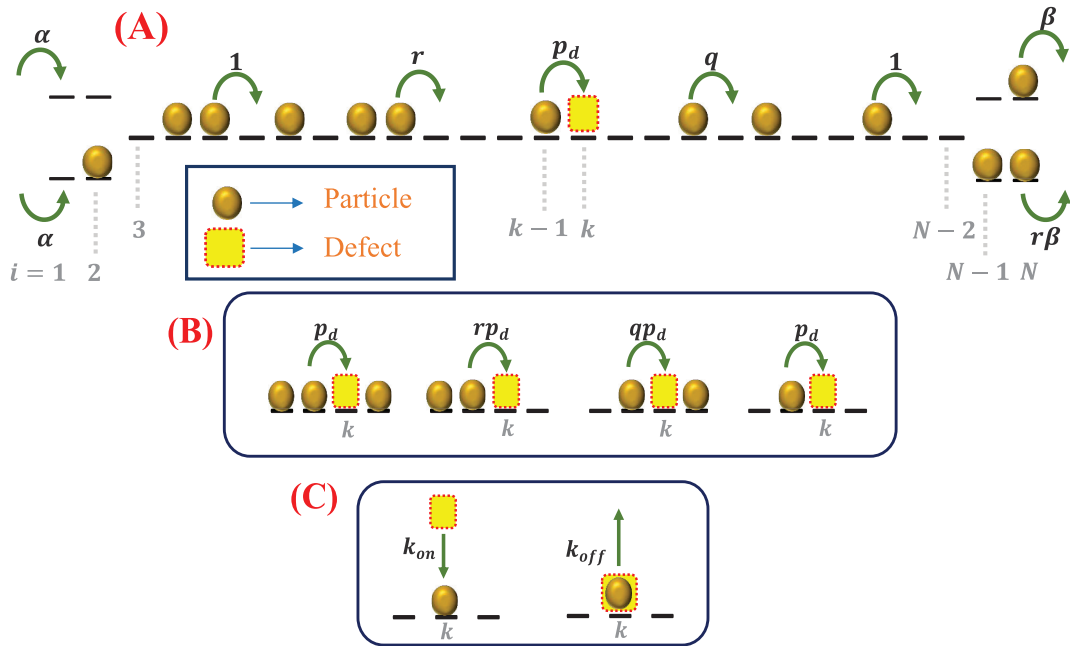 (A)
α
1
r
p_d
q
1
β
α
i = 1
2
3
k − 1
k
N − 2
N − 1
N
rβ
Particle
Defect
(B)
p_d
rp_d
qp_d
p_d
k
k
k
k
(C)
k_on
k_off
k
k